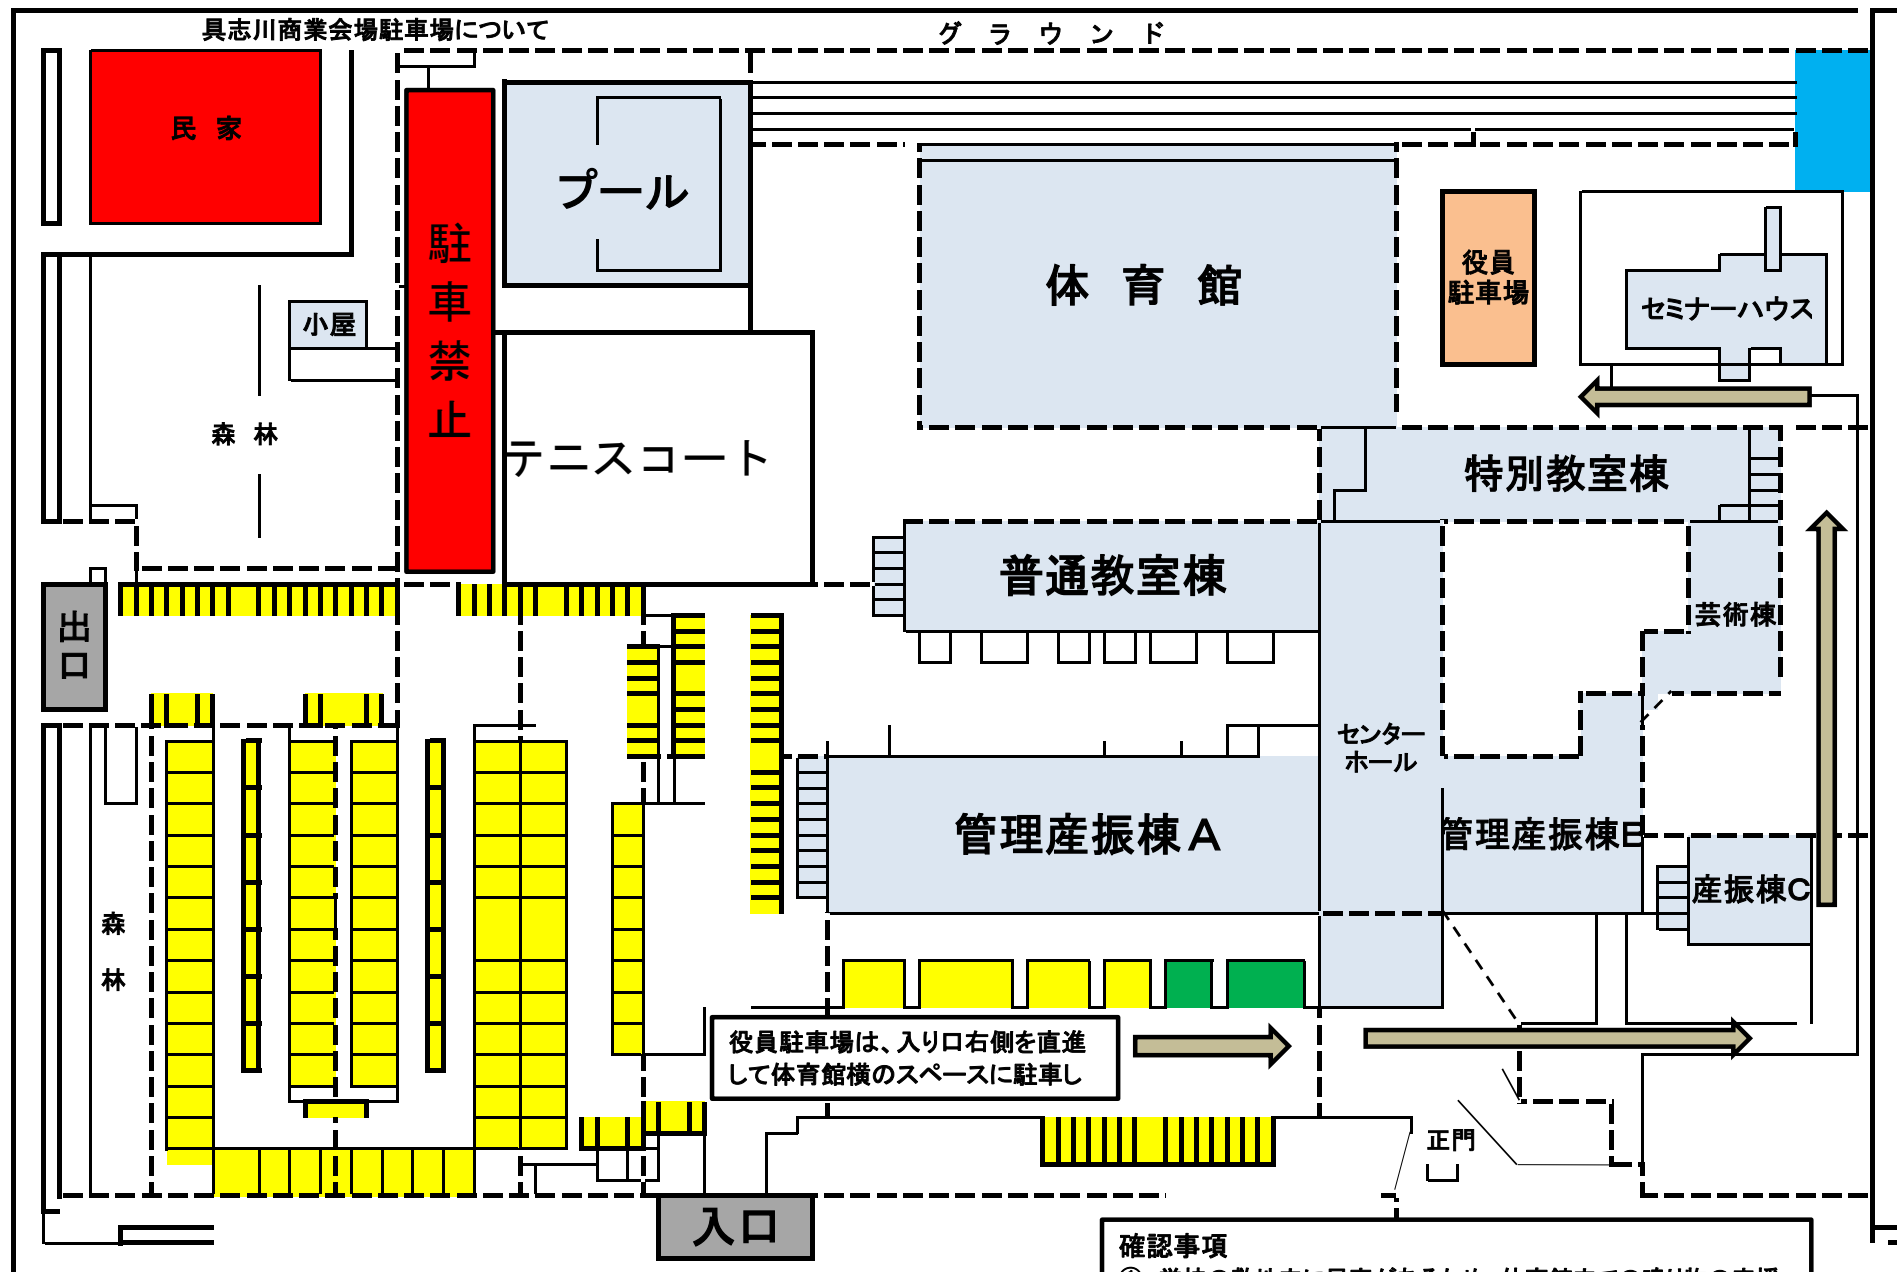 具志川商業会場駐車場について
グラウンド
民 家
プール
駐車禁止
体 育 館
役員
駐車場
セミナーハウス
小屋
森 林
テニスコート
特別教室棟
普通教室棟
芸術棟
出口
センター
ホール
管理産振棟A
管理産振棟B
産振棟C
森林
役員駐車場は、入り口右側を直進
して体育館横のスペースに駐車し
正門
入口
確認事項